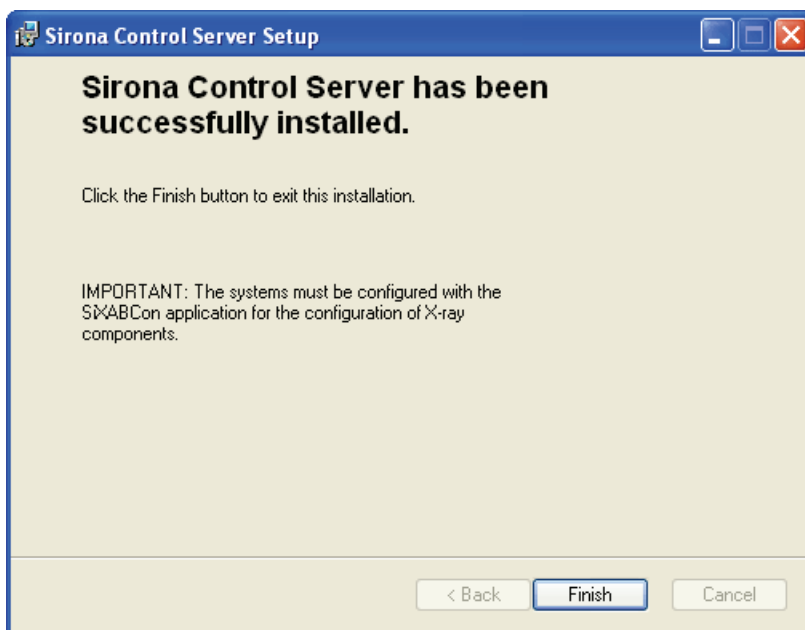 Sirona Control Server Setup
Sirona Control Server has been
successfully installed.
Click the Finish button to exit this installation.
IMPORTANT: The systems must be configured with the
SiXABCon application for the configuration of X-ray
components.
< Back
Finish
Cancel